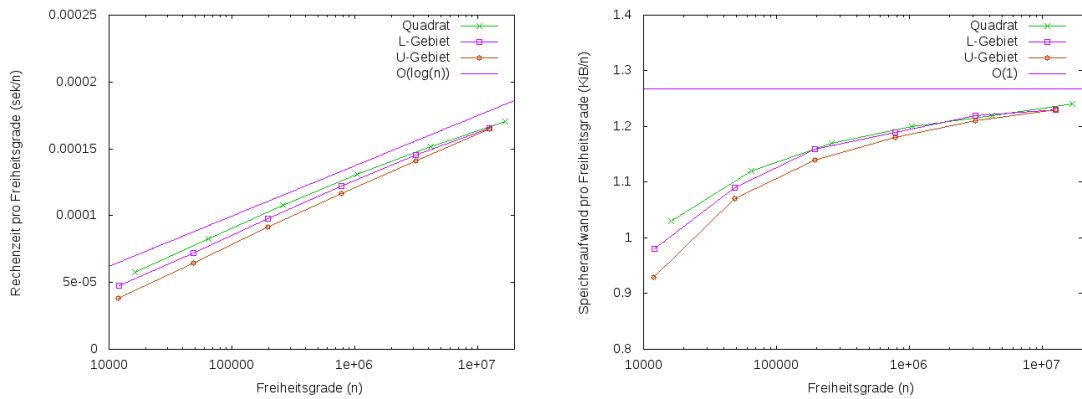 0.00025
0.0002
0.00015
0.0001
5e-05
0
10000
100000
1e+06
1e+07
Rechenzeit pro Freiheitsgrade (sek/n)
Freiheitsgrade (n)
Quadrat
L-Gebiet
U-Gebiet
O(log(n))
1.4
1.3
1.2
1.1
1
0.9
0.8
10000
100000
1e+06
1e+07
Speicheraufwand pro Freiheitsgrade (KiB/n)
Freiheitsgrade (n)
Quadrat
L-Gebiet
U-Gebiet
O(1)